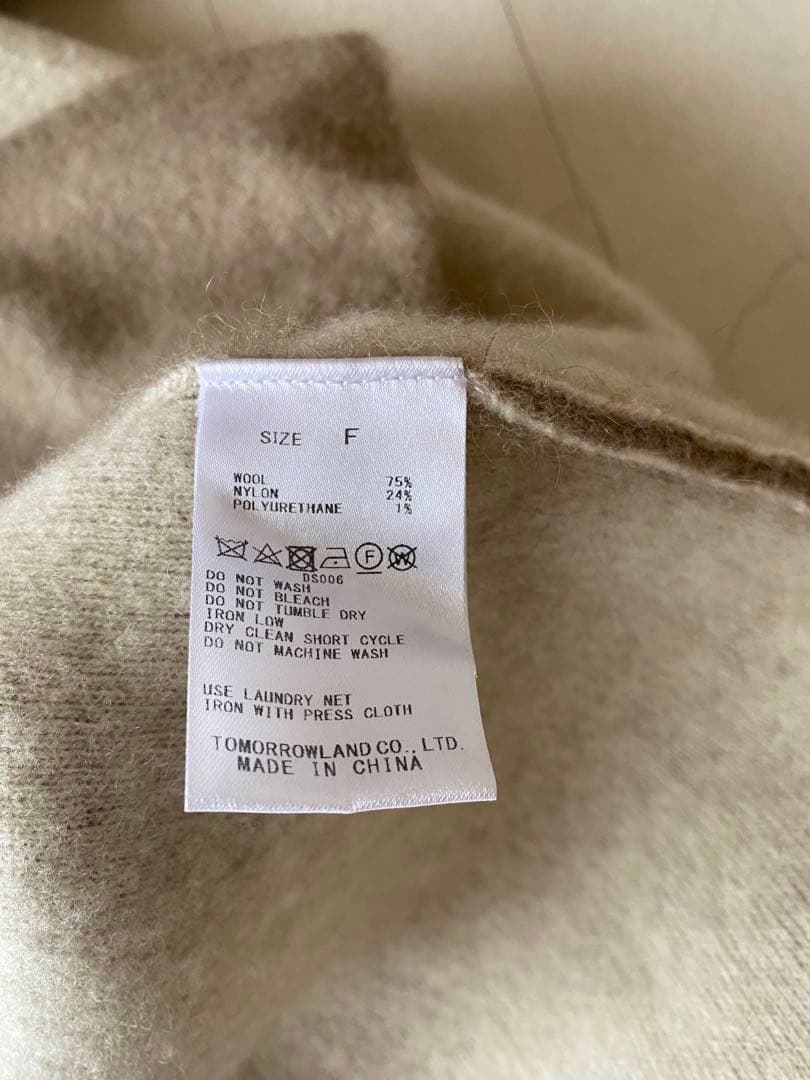 SIZE F
WOOL 75%
NYLON 24%
POLYURETHANE 1%
F W
DS006
DO NOT WASH
DO NOT BLEACH
DO NOT TUMBLE DRY
IRON LOW
DRY CLEAN SHORT CYCLE
DO NOT MACHINE WASH
USE LAUNDRY NET
IRON WITH PRESS CLOTH
TOMORROWLAND CO., LTD.
MADE IN CHINA